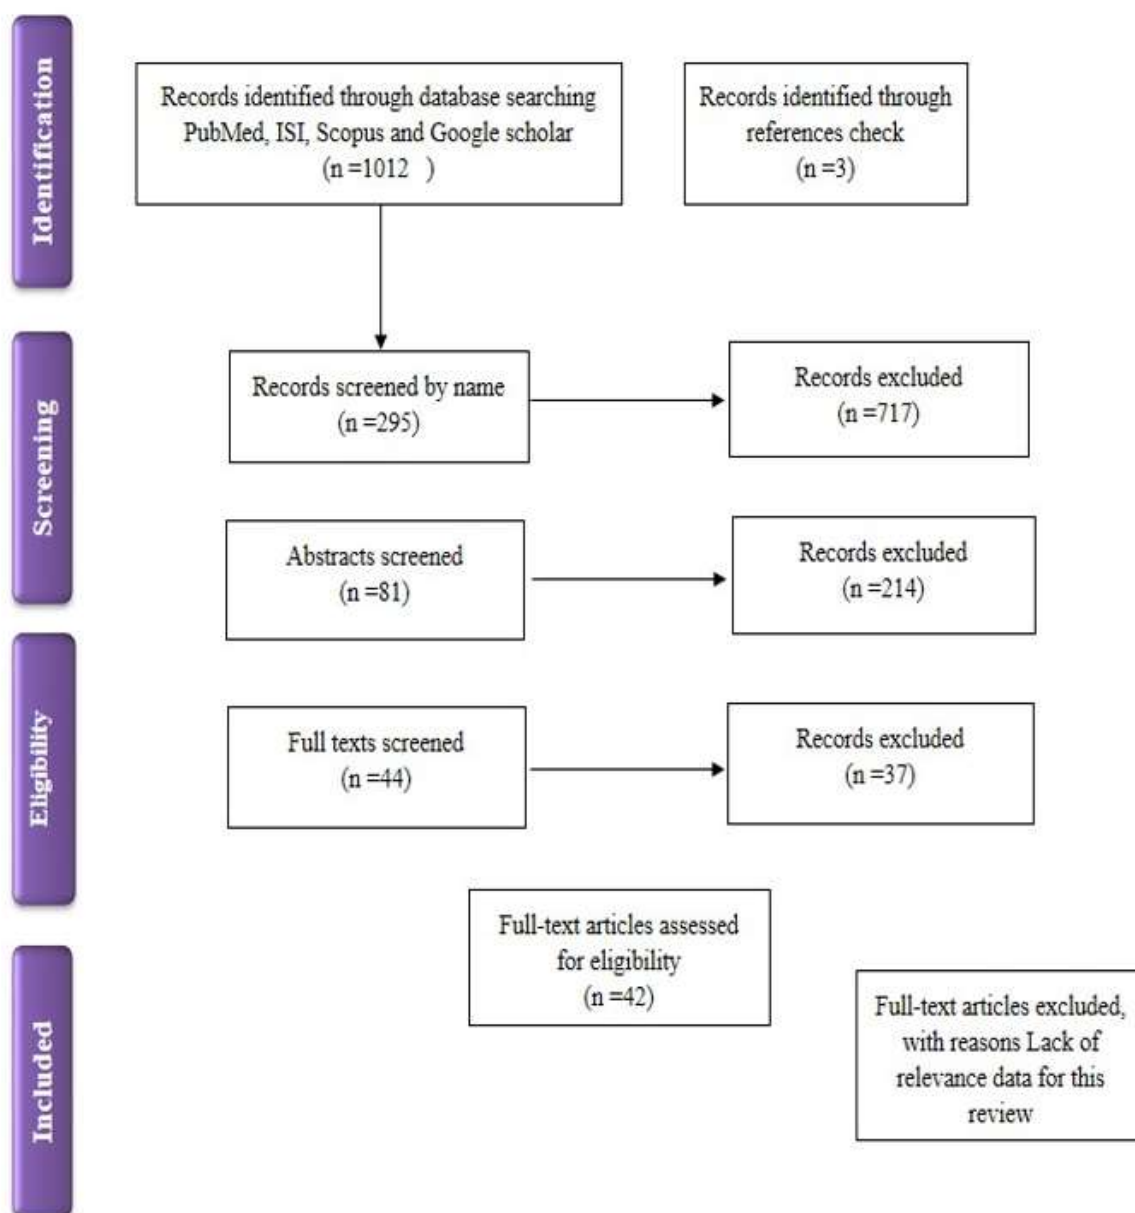 Identification
Records identified through database searching
PubMed, ISI, Scopus and Google scholar
(n =1012   )
Records identified through
references check
(n =3)
Screening
Records screened by name
(n =295)
Records excluded
(n =717)
Abstracts screened
(n =81)
Records excluded
(n =214)
Eligibility
Full texts screened
(n =44)
Records excluded
(n =37)
Full-text articles assessed
for eligibility
(n =42)
Included
Full-text articles excluded,
with reasons Lack of
relevance data for this
review